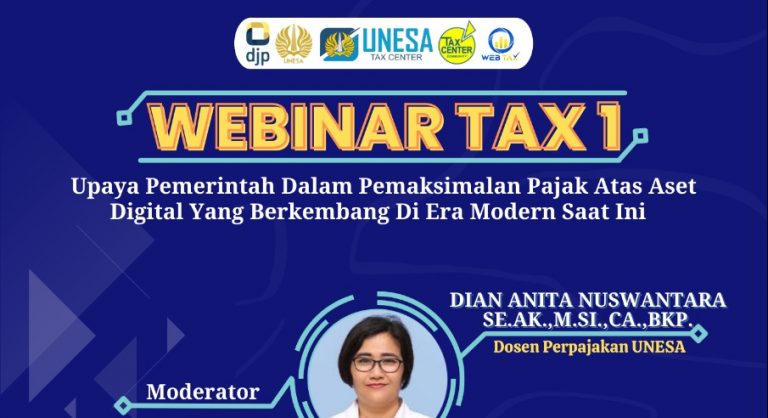 djp
UNESA
UNESA
TAX CENTER
TAX
CENTER
COMMUNITY
WEB TAX
WEBINAR TAX 1
Upaya Pemerintah Dalam Pemaksimalan Pajak Atas Aset
Digital Yang Berkembang Di Era Modern Saat Ini
DIAN ANITA NUSWANTARA
SE.AK.,M.SI.,CA.,BKP.
Dosen Perpajakan UNESA
Moderator